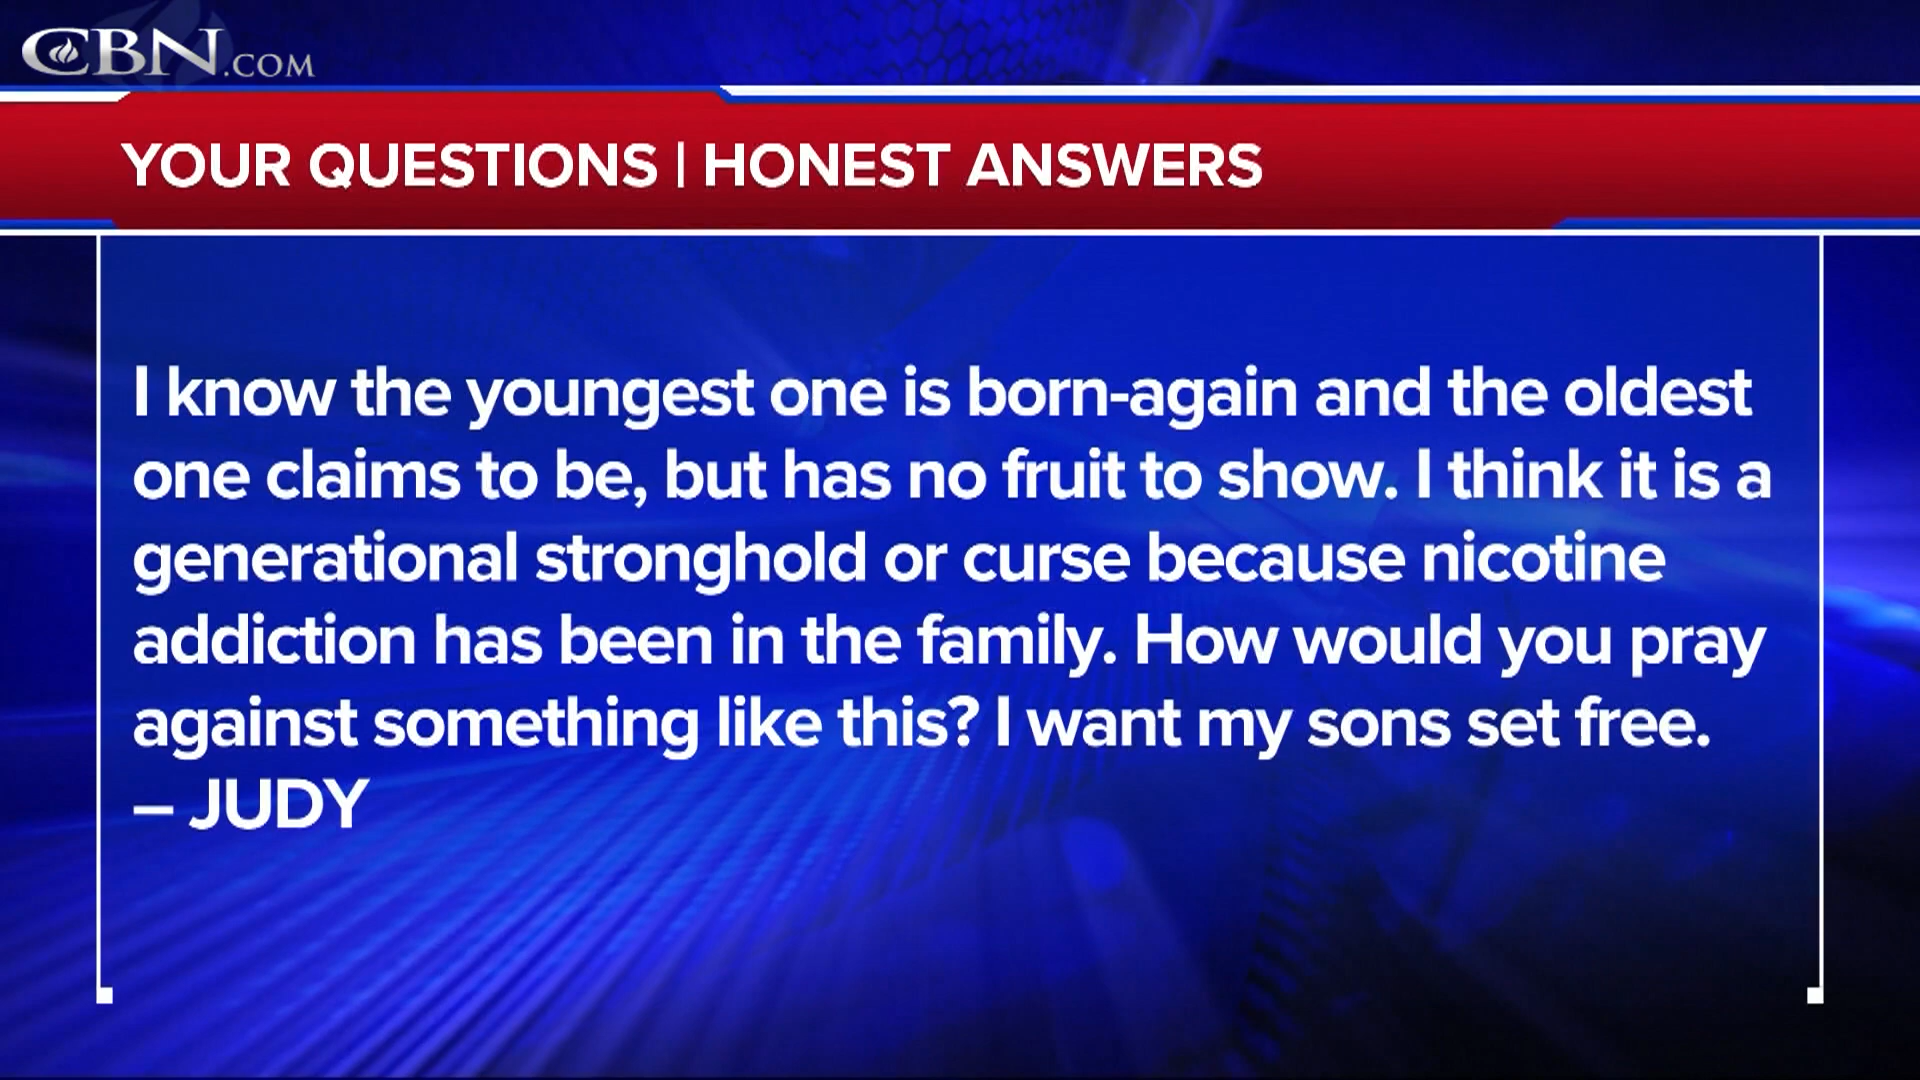 CBN.COM
YOUR QUESTIONS | HONEST ANSWERS
I know the youngest one is born-again and the oldest
one claims to be, but has no fruit to show. I think it is a
generational stronghold or curse because nicotine
addiction has been in the family. How would you pray
against something like this? I want my sons set free.
– JUDY